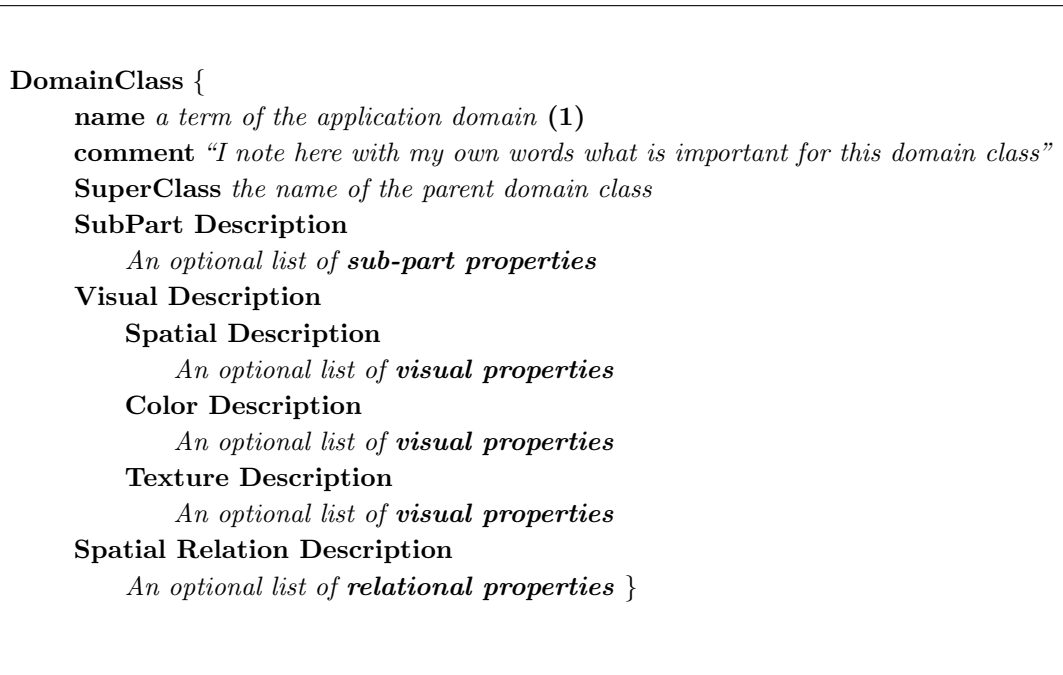 DomainClass {
name a term of the application domain (1)
comment “I note here with my own words what is important for this domain class”
SuperClass the name of the parent domain class
SubPart Description
An optional list of sub-part properties
Visual Description
Spatial Description
An optional list of visual properties
Color Description
An optional list of visual properties
Texture Description
An optional list of visual properties
Spatial Relation Description
An optional list of relational properties }